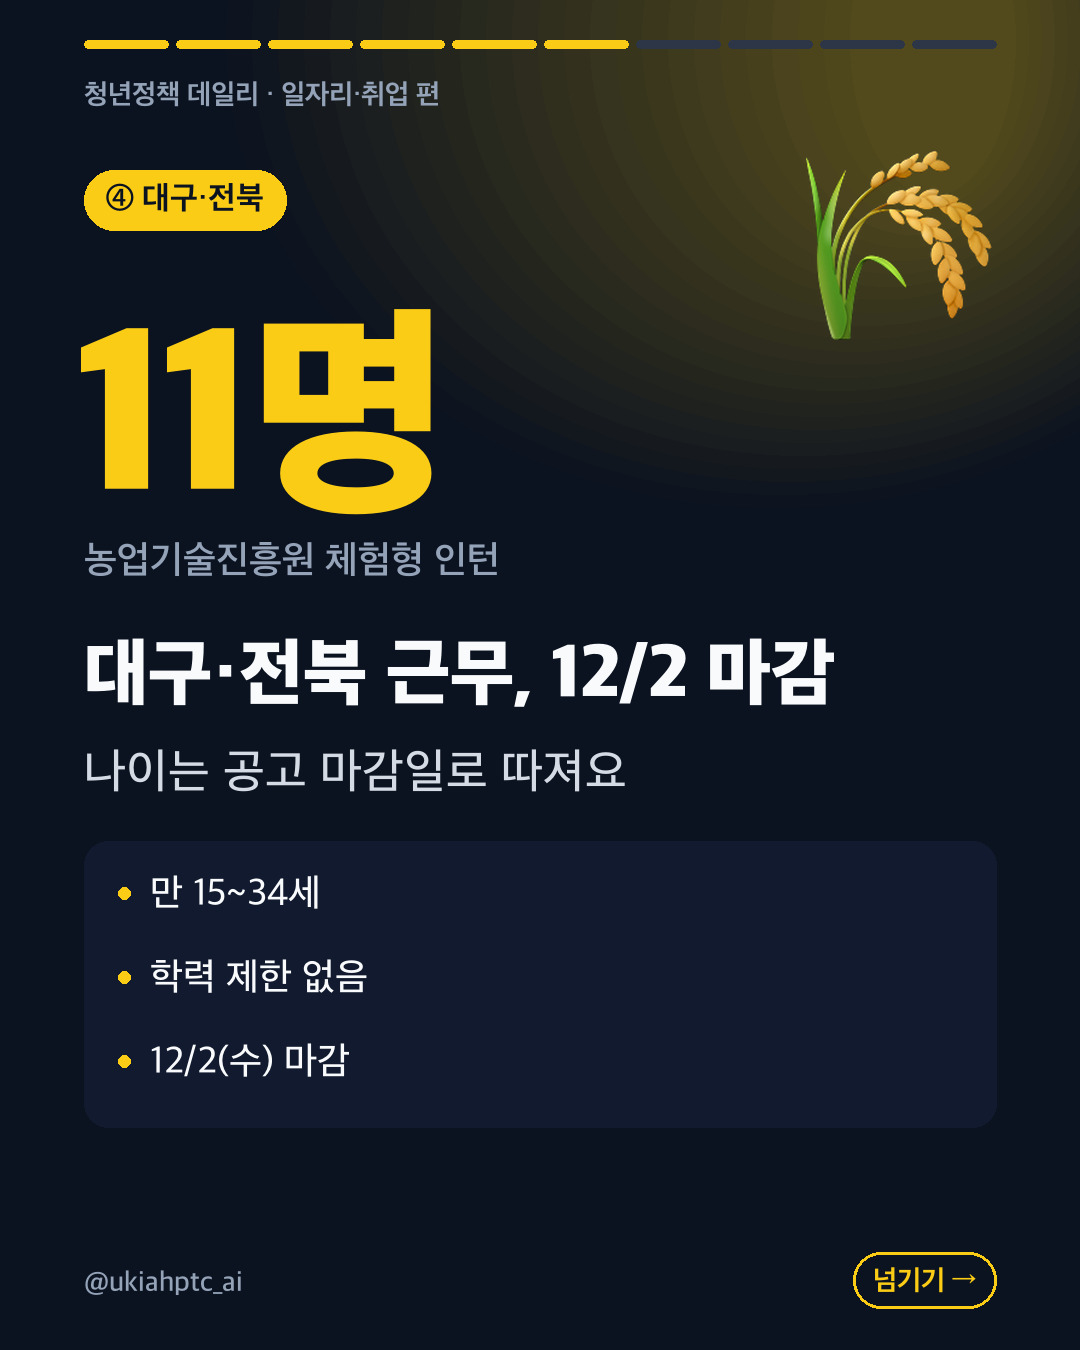 청년정책 데일리 · 일자리·취업 편
④ 대구·전북
11명
농업기술진흥원 체험형 인턴
대구·전북 근무, 12/2 마감
나이는 공고 마감일로 따져요
• 만 15~34세
• 학력 제한 없음
• 12/2(수) 마감
@ukiahptc_ai
넘기기 →